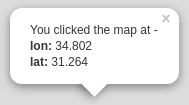 You clicked the map at -
lon: 34.802
lat: 31.264